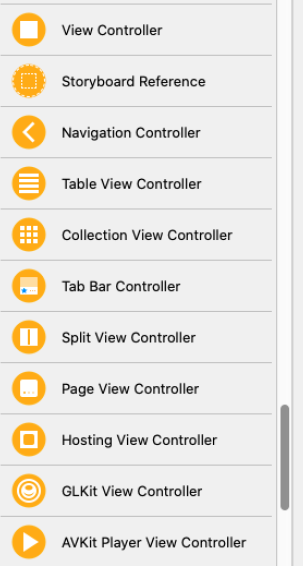 View Controller
Storyboard Reference
Navigation Controller
Table View Controller
Collection View Controller
Tab Bar Controller
Split View Controller
Page View Controller
Hosting View Controller
GLKit View Controller
AVKit Player View Controller